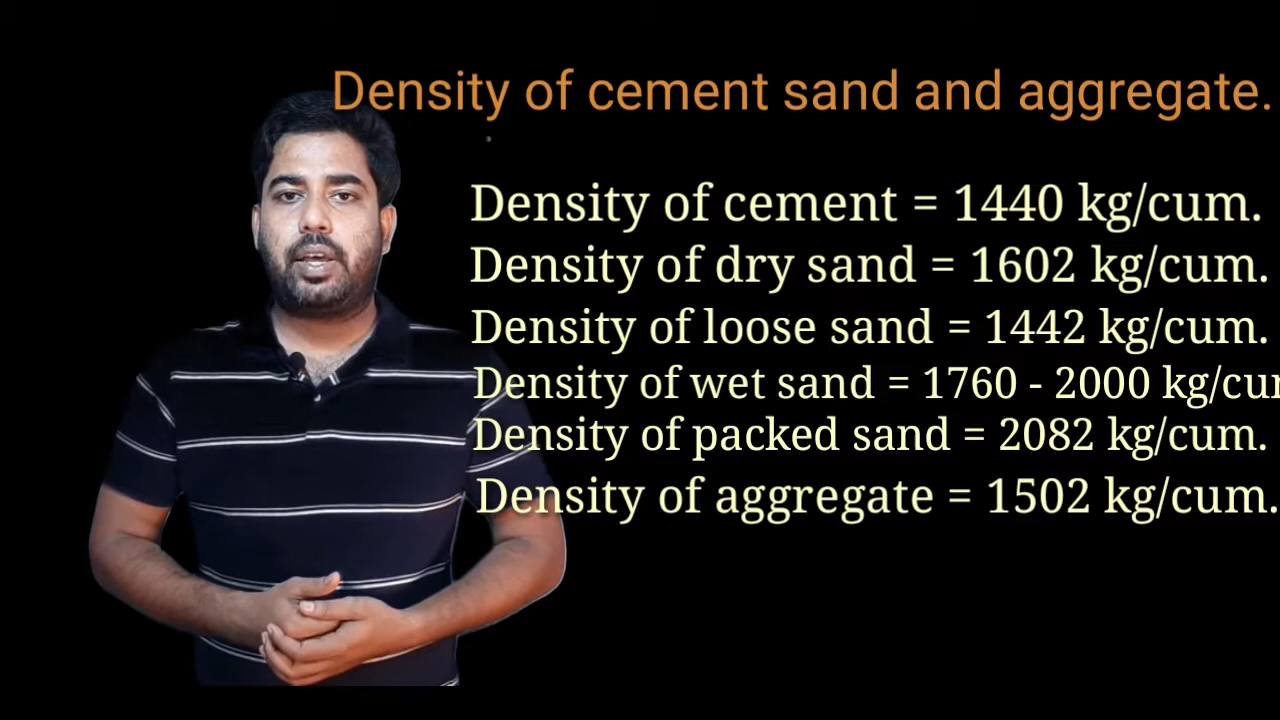 Density of cement sand and aggregate.
Density of cement = 1440 kg/cum.
Density of dry sand = 1602 kg/cum.
Density of loose sand = 1442 kg/cum.
Density of wet sand = 1760 - 2000 kg/cu
Density of packed sand = 2082 kg/cum.
Density of aggregate = 1502 kg/cum.